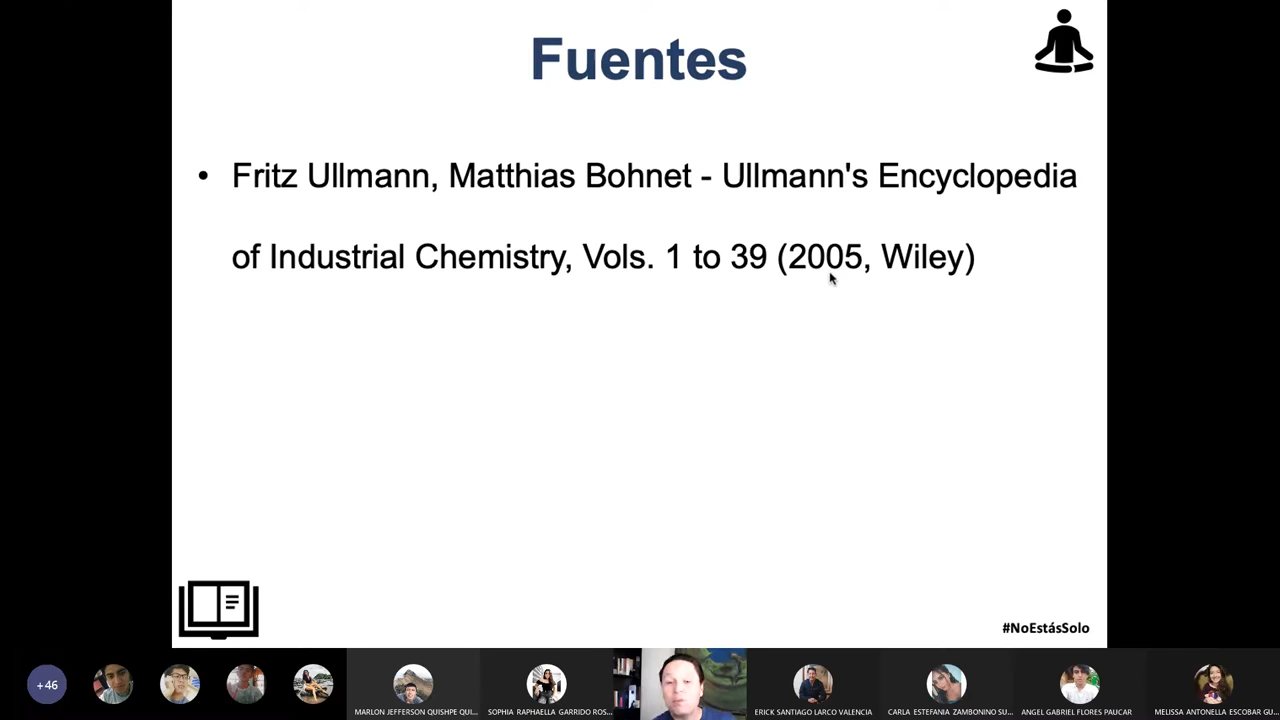 Fuentes
• Fritz Ullmann, Matthias Bohnet - Ullmann's Encyclopedia
of Industrial Chemistry, Vols. 1 to 39 (2005, Wiley)
#NoEstásSolo
+46
MARLON JEFFERSON QUISHPE QUI...
SOPHIA RAPHAELLA GARRIDO ROS...
ERICK SANTIAGO LARCO VALENCIA
CARLA ESTEFANIA ZAMBONINO SU...
ANGEL GABRIEL FLORES PAUCAR
MELISSA ANTONELLA ESCOBAR GU...